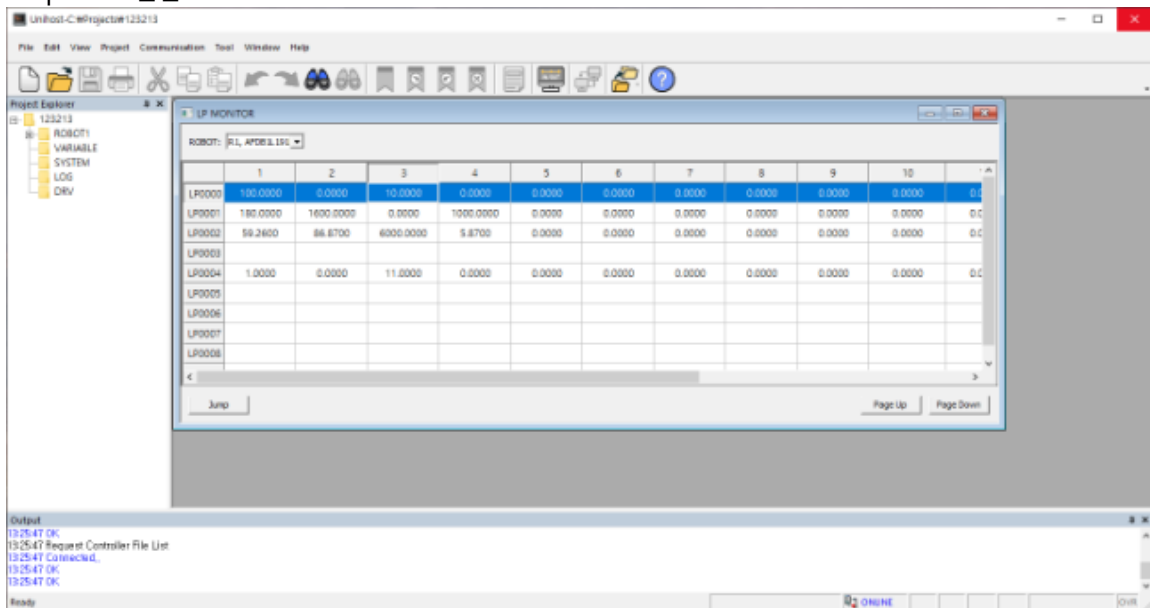 Unihost-C:₩Projects₩123213
File Edit View Project Communication Tool Window Help
Project Explorer
123213
ROBOT1
VARIABLE
SYSTEM
LOG
DRV
LP MONITOR
ROBOT:
1 2 3 4 5 6 7 8 9 10
LP0000 100.0000 0.0000 10.0000 0.0000 0.0000 0.0000 0.0000 0.0000 0.0000 0.0000
LP0001 180.0000 1600.0000 0.0000 1000.0000 0.0000 0.0000 0.0000 0.0000 0.0000 0.0000
LP0002 59.2600 86.8700 6000.0000 5.8700 0.0000 0.0000 0.0000 0.0000 0.0000 0.0000
LP0003
LP0004 1.0000 0.0000 11.0000 0.0000 0.0000 0.0000 0.0000 0.0000 0.0000 0.0000
LP0005
LP0006
LP0007
LP0008
Jump Page Up Page Down
Output
13:25:47 OK
13:25:47 Request Controller File List
13:25:47 Connected,,
13:25:47 OK
13:25:47 OK
Ready ONLINE OVR